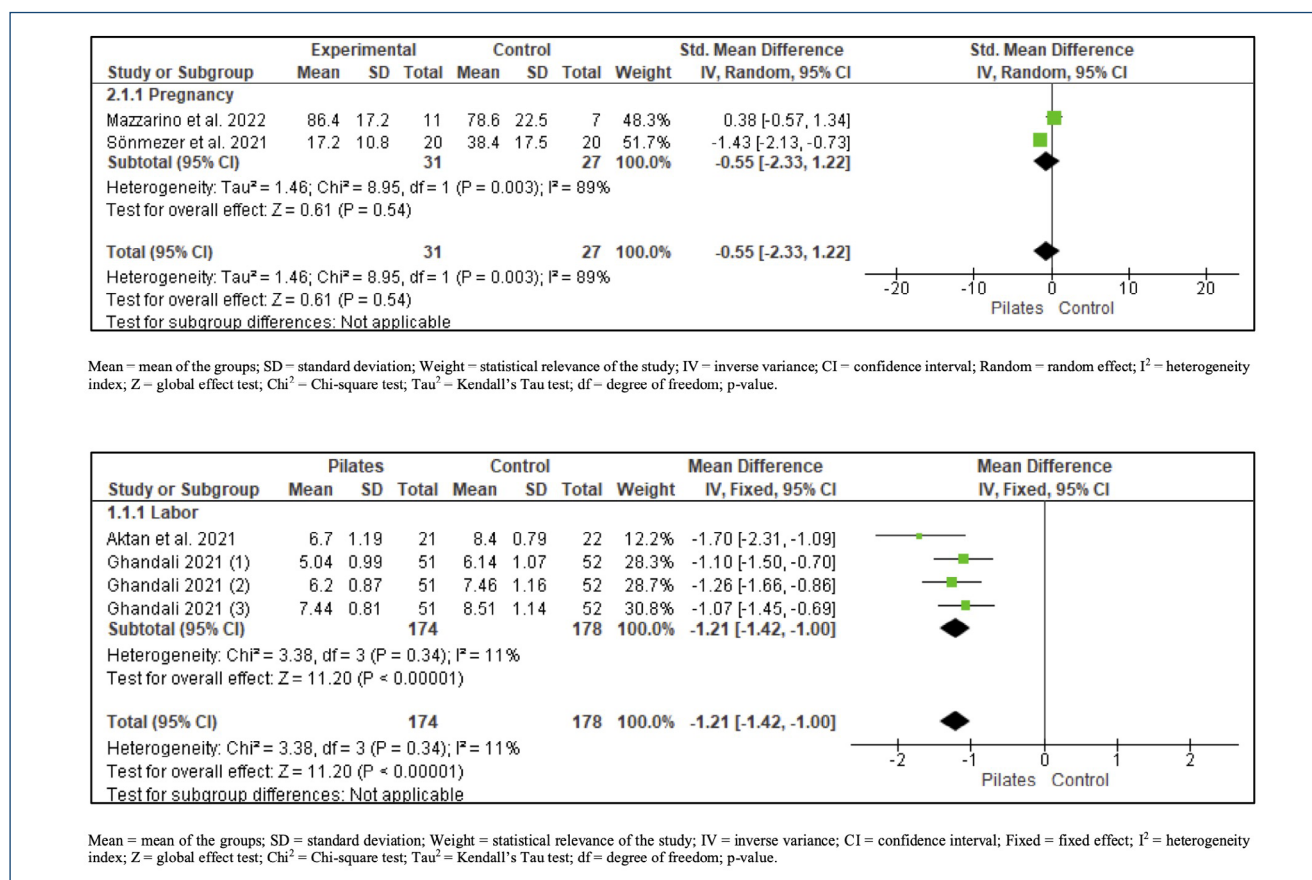 Experimental Control Std. Mean Difference Std. Mean Difference
Study or Subgroup Mean SD Total Mean SD Total Weight IV, Random, 95% CI IV, Random, 95% CI
2.1.1 Pregnancy
Mazzarino et al. 2022 86.4 17.2 11 78.6 22.5 7 48.3% 0.38 [-0.57, 1.34]
Sönmezer et al. 2021 17.2 10.8 20 38.4 17.5 20 51.7% -1.43 [-2.13, -0.73]
Subtotal (95% CI) 31 27 100.0% -0.55 [-2.33, 1.22]
Heterogeneity: Tau² = 1.46; Chi² = 8.95, df = 1 (P = 0.003); I² = 89%
Test for overall effect: Z = 0.61 (P = 0.54)
Total (95% CI) 31 27 100.0% -0.55 [-2.33, 1.22]
Heterogeneity: Tau² = 1.46; Chi² = 8.95, df = 1 (P = 0.003); I² = 89%
Test for overall effect: Z = 0.61 (P = 0.54)
Test for subgroup differences: Not applicable
-20 -10 0 10 20
Pilates Control
Mean = mean of the groups; SD = standard deviation; Weight = statistical relevance of the study; IV = inverse variance; CI = confidence interval; Random = random effect; I² = heterogeneity
index; Z = global effect test; Chi² = Chi-square test; Tau² = Kendall's Tau test; df = degree of freedom; p-value.
Pilates Control Mean Difference Mean Difference
Study or Subgroup Mean SD Total Mean SD Total Weight IV, Fixed, 95% CI IV, Fixed, 95% CI
1.1.1 Labor
Aktan et al. 2021 6.7 1.19 21 8.4 0.79 22 12.2% -1.70 [-2.31, -1.09]
Ghandali 2021 (1) 5.04 0.99 51 6.14 1.07 52 28.3% -1.10 [-1.50, -0.70]
Ghandali 2021 (2) 6.2 0.87 51 7.46 1.16 52 28.7% -1.26 [-1.66, -0.86]
Ghandali 2021 (3) 7.44 0.81 51 8.51 1.14 52 30.8% -1.07 [-1.45, -0.69]
Subtotal (95% CI) 174 178 100.0% -1.21 [-1.42, -1.00]
Heterogeneity: Chi² = 3.38, df = 3 (P = 0.34); I² = 11%
Test for overall effect: Z = 11.20 (P < 0.00001)
Total (95% CI) 174 178 100.0% -1.21 [-1.42, -1.00]
Heterogeneity: Chi² = 3.38, df = 3 (P = 0.34); I² = 11%
Test for overall effect: Z = 11.20 (P < 0.00001)
Test for subgroup differences: Not applicable
-2 -1 0 1 2
Pilates Control
Mean = mean of the groups; SD = standard deviation; Weight = statistical relevance of the study; IV = inverse variance; CI = confidence interval; Fixed = fixed effect; I² = heterogeneity
index; Z = global effect test; Chi² = Chi-square test; Tau² = Kendall's Tau test; df = degree of freedom; p-value.